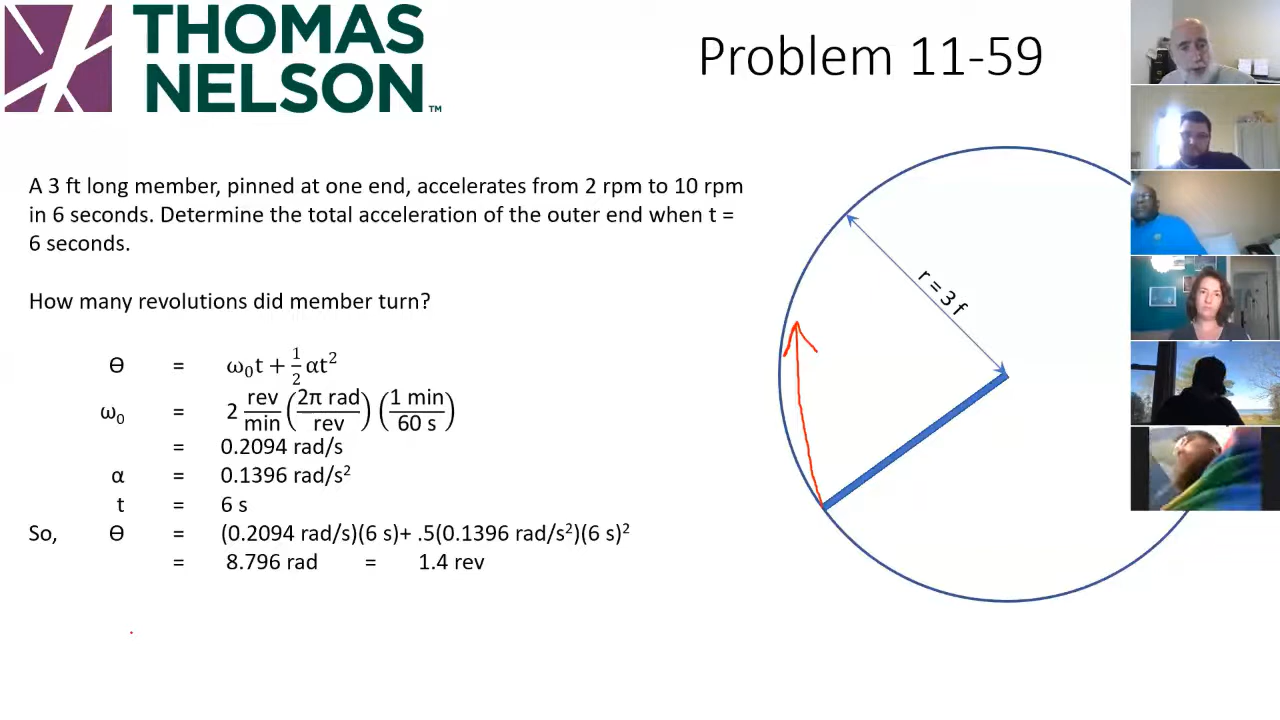 THOMAS
NELSON™
Problem 11-59
A 3 ft long member, pinned at one end, accelerates from 2 rpm to 10 rpm
in 6 seconds. Determine the total acceleration of the outer end when t =
6 seconds.
How many revolutions did member turn?
ϴ = ω₀t + ½ αt²
ω₀ = 2 rev/min (2π rad/rev) (1 min/60 s)
= 0.2094 rad/s
α = 0.1396 rad/s²
t = 6 s
So, ϴ = (0.2094 rad/s)(6 s)+ .5(0.1396 rad/s²)(6 s)²
= 8.796 rad = 1.4 rev
r = 3 f